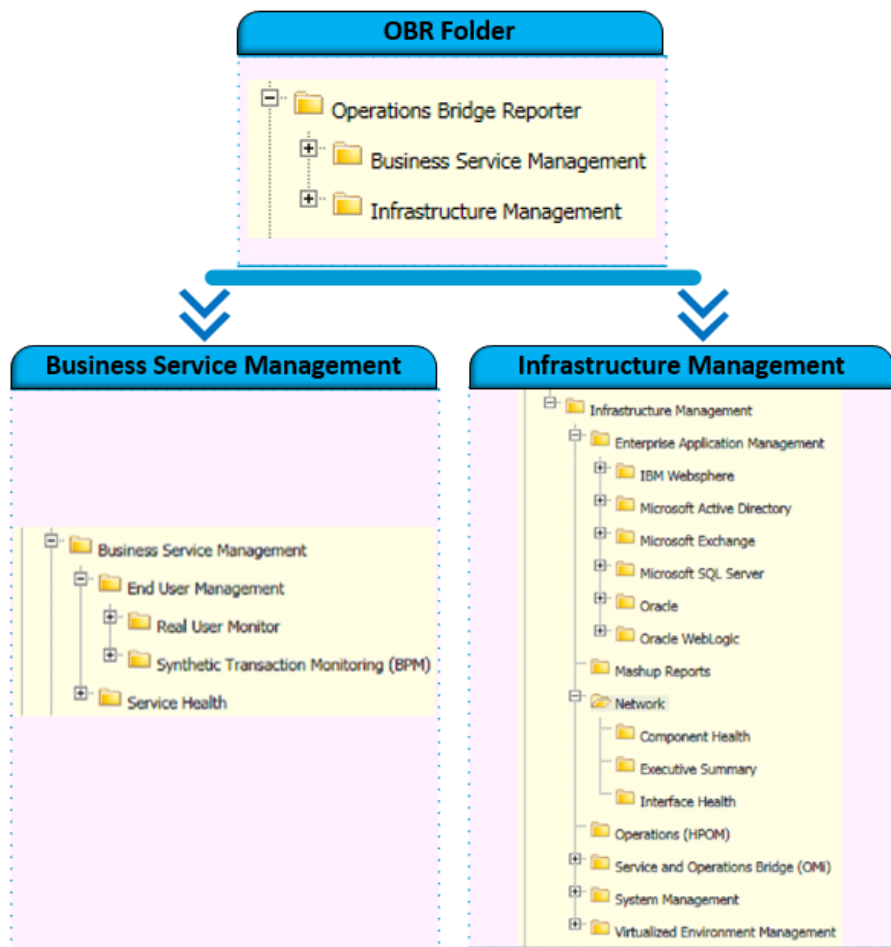 OBR Folder
Operations Bridge Reporter
Business Service Management
Infrastructure Management
Business Service Management
Business Service Management
End User Management
Real User Monitor
Synthetic Transaction Monitoring (BPM)
Service Health
Infrastructure Management
Infrastructure Management
Enterprise Application Management
IBM Websphere
Microsoft Active Directory
Microsoft Exchange
Microsoft SQL Server
Oracle
Oracle WebLogic
Mashup Reports
Network
Component Health
Executive Summary
Interface Health
Operations (HPOM)
Service and Operations Bridge (OMi)
System Management
Virtualized Environment Management